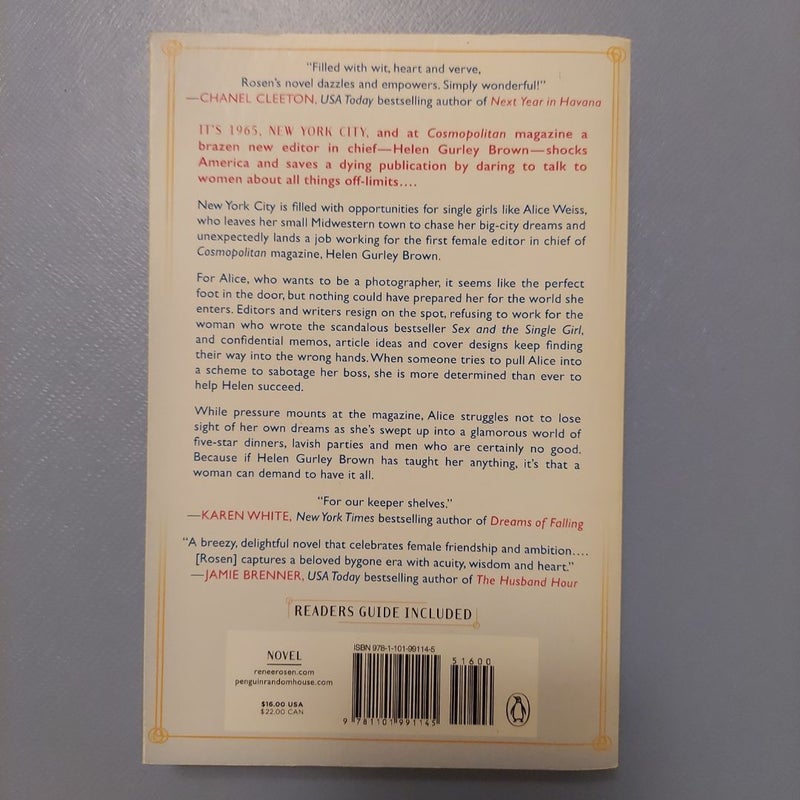 "Filled with wit, heart and verve,
Rosen's novel dazzles and empowers. Simply wonderful!"
—CHANEL CLEETON, USA Today bestselling author of Next Year in Havana
IT'S 1965, NEW YORK CITY, and at Cosmopolitan magazine a
brazen new editor in chief—Helen Gurley Brown—shocks
America and saves a dying publication by daring to talk to
women about all things off-limits....
New York City is filled with opportunities for single girls like Alice Weiss,
who leaves her small Midwestern town to chase her big-city dreams and
unexpectedly lands a job working for the first female editor in chief of
Cosmopolitan magazine, Helen Gurley Brown.
For Alice, who wants to be a photographer, it seems like the perfect
foot in the door, but nothing could have prepared her for the world she
enters. Editors and writers resign on the spot, refusing to work for the
woman who wrote the scandalous bestseller Sex and the Single Girl,
and confidential memos, article ideas and cover designs keep finding
their way into the wrong hands. When someone tries to pull Alice into
a scheme to sabotage her boss, she is more determined than ever to
help Helen succeed.
While pressure mounts at the magazine, Alice struggles not to lose
sight of her own dreams as she's swept up into a glamorous world of
five-star dinners, lavish parties and men who are certainly no good.
Because if Helen Gurley Brown has taught her anything, it's that a
woman can demand to have it all.
"For our keeper shelves."
—KAREN WHITE, New York Times bestselling author of Dreams of Falling
"A breezy, delightful novel that celebrates female friendship and ambition....
[Rosen] captures a beloved bygone era with acuity, wisdom and heart."
—JAMIE BRENNER, USA Today bestselling author of The Husband Hour
READERS GUIDE INCLUDED
NOVEL
reneerosen.com
penguinrandomhouse.com
$16.00 USA
$22.00 CAN
ISBN 978-1-101-99114-5
51600
9 781101 991145